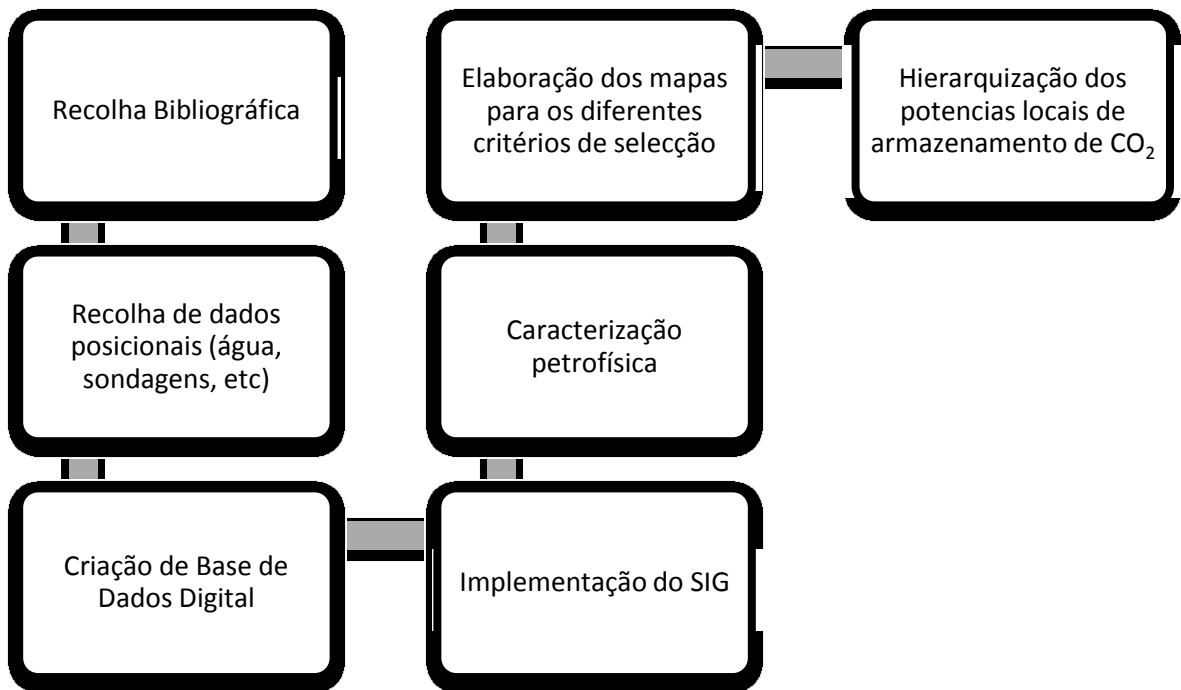 Recolha Bibliográfica
Recolha de dados
posicionais (água,
sondagens, etc)
Criação de Base de
Dados Digital
Implementação do SIG
Caracterização
petrofísica
Elaboração dos mapas
para os diferentes
critérios de selecção
Hierarquização dos
potencias locais de
armazenamento de CO₂